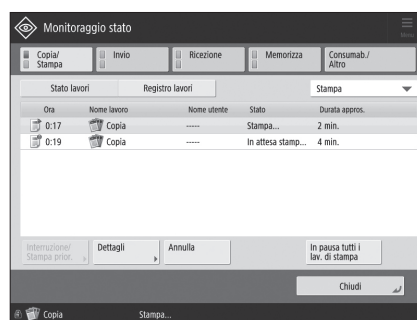 Monitoraggio stato
Menu
Copia/
Stampa
Invio
Ricezione
Memorizza
Consumab./
Altro
Stato lavori
Registro lavori
Stampa
Ora Nome lavoro Nome utente Stato Durata appros.
0:17 Copia ----- Stampa... 2 min.
0:19 Copia ----- In attesa stamp... 4 min.
Interruzione/
Stampa prior.
Dettagli
Annulla
In pausa tutti i
lav. di stampa
Chiudi
Copia Stampa...